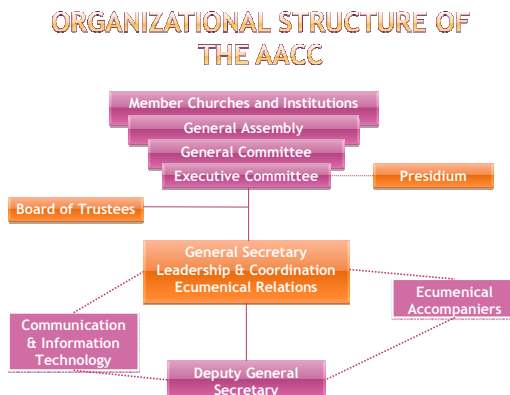 ORGANIZATIONAL STRUCTURE OF
THE AACC
Member Churches and Institutions
General Assembly
General Committee
Executive Committee
Presidium
Board of Trustees
General Secretary
Leadership & Coordination
Ecumenical Relations
Ecumenical
Accompaniers
Communication
& Information
Technology
Deputy General
Secretary